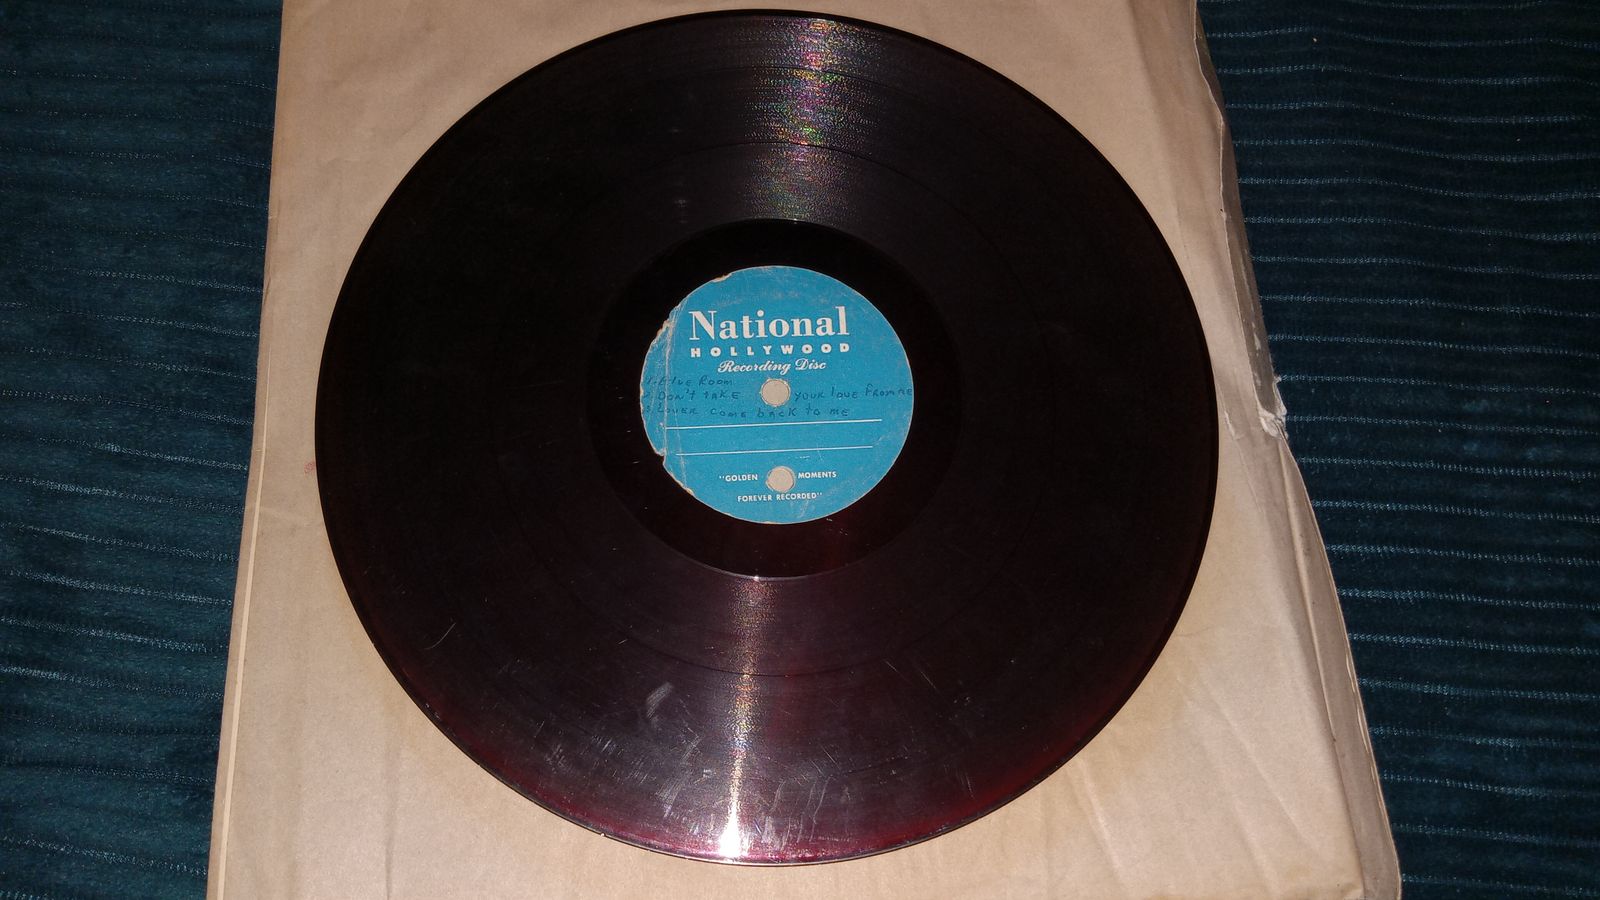 National
HOLLYWOOD
Recording Disc
1. Blue Room
2. DON'T TAKE YOUR LOVE FROM ME
3. LOVER COME BACK TO ME
"GOLDEN MOMENTS
FOREVER RECORDED"